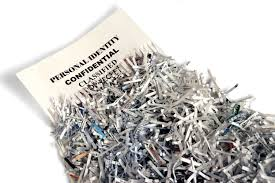 PERSONAL IDENTITY
CONFIDENTIAL
CLASSIFIED